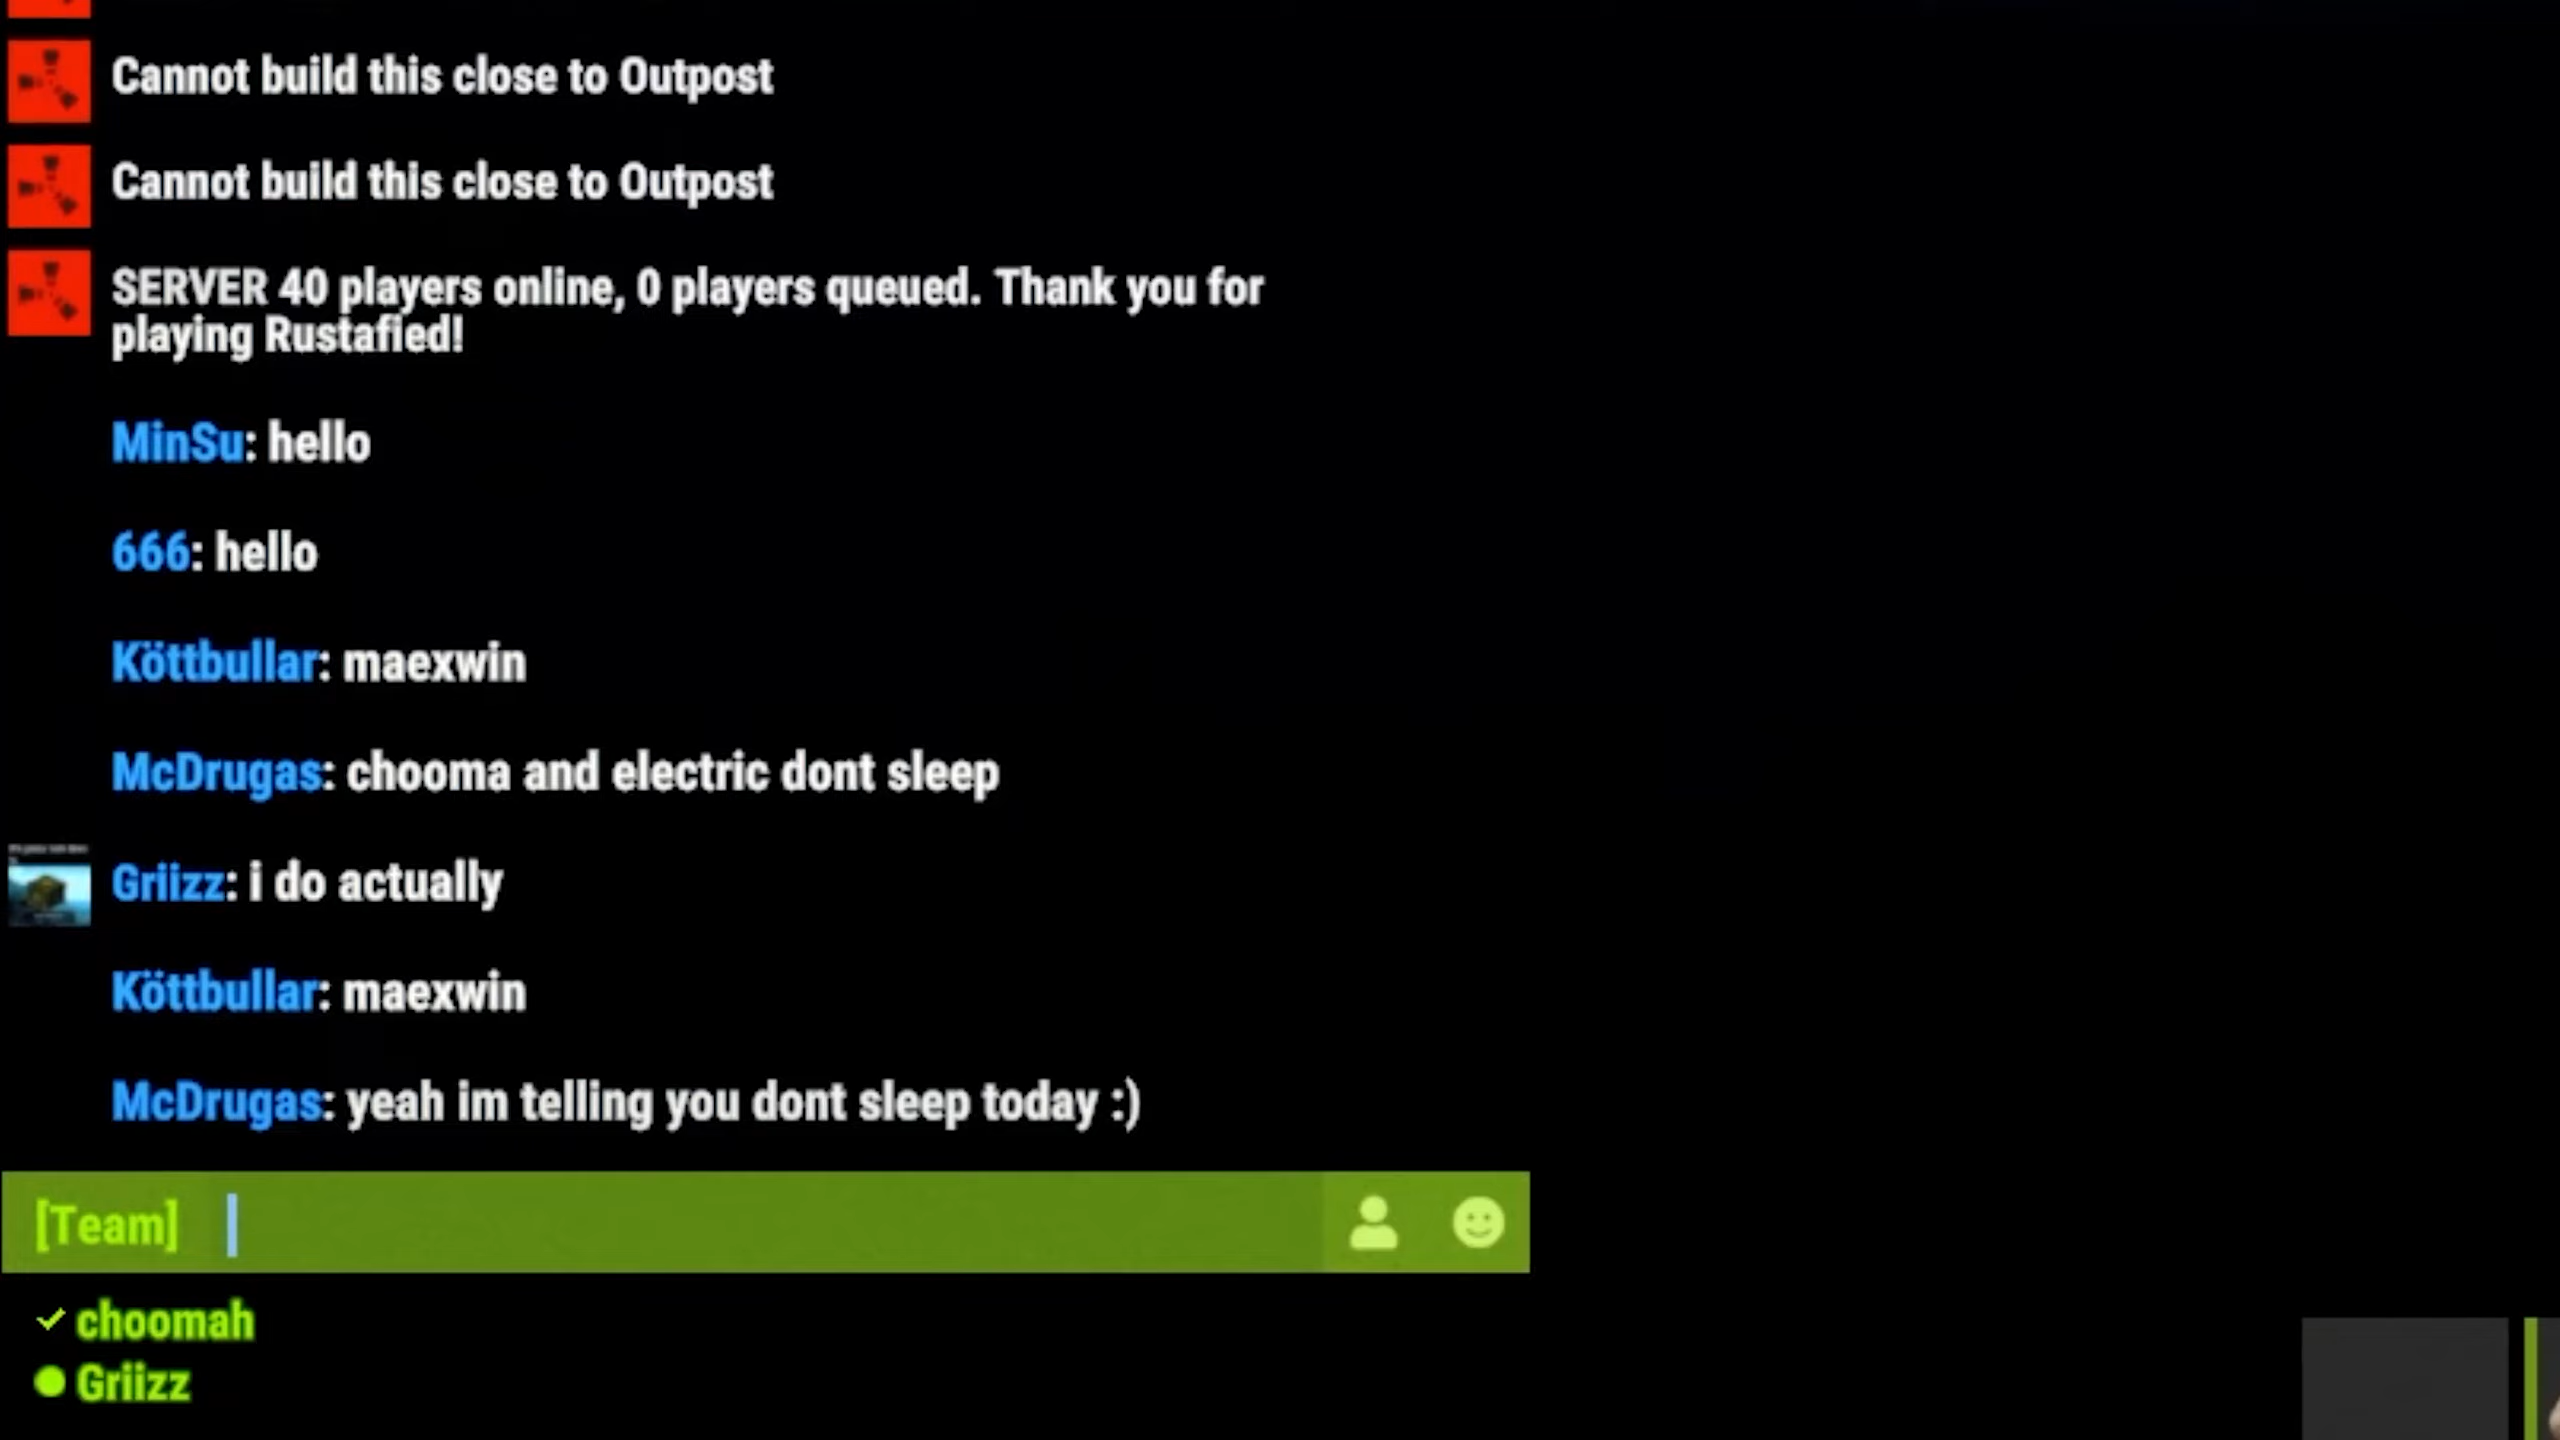 Cannot build this close to Outpost
Cannot build this close to Outpost
SERVER 40 players online, 0 players queued. Thank you for
playing Rustafied!
MinSu: hello
666: hello
Köttbullar: maexwin
McDrugas: chooma and electric dont sleep
Griizz: i do actually
Köttbullar: maexwin
McDrugas: yeah im telling you dont sleep today :)
[Team]
choomah
Griizz